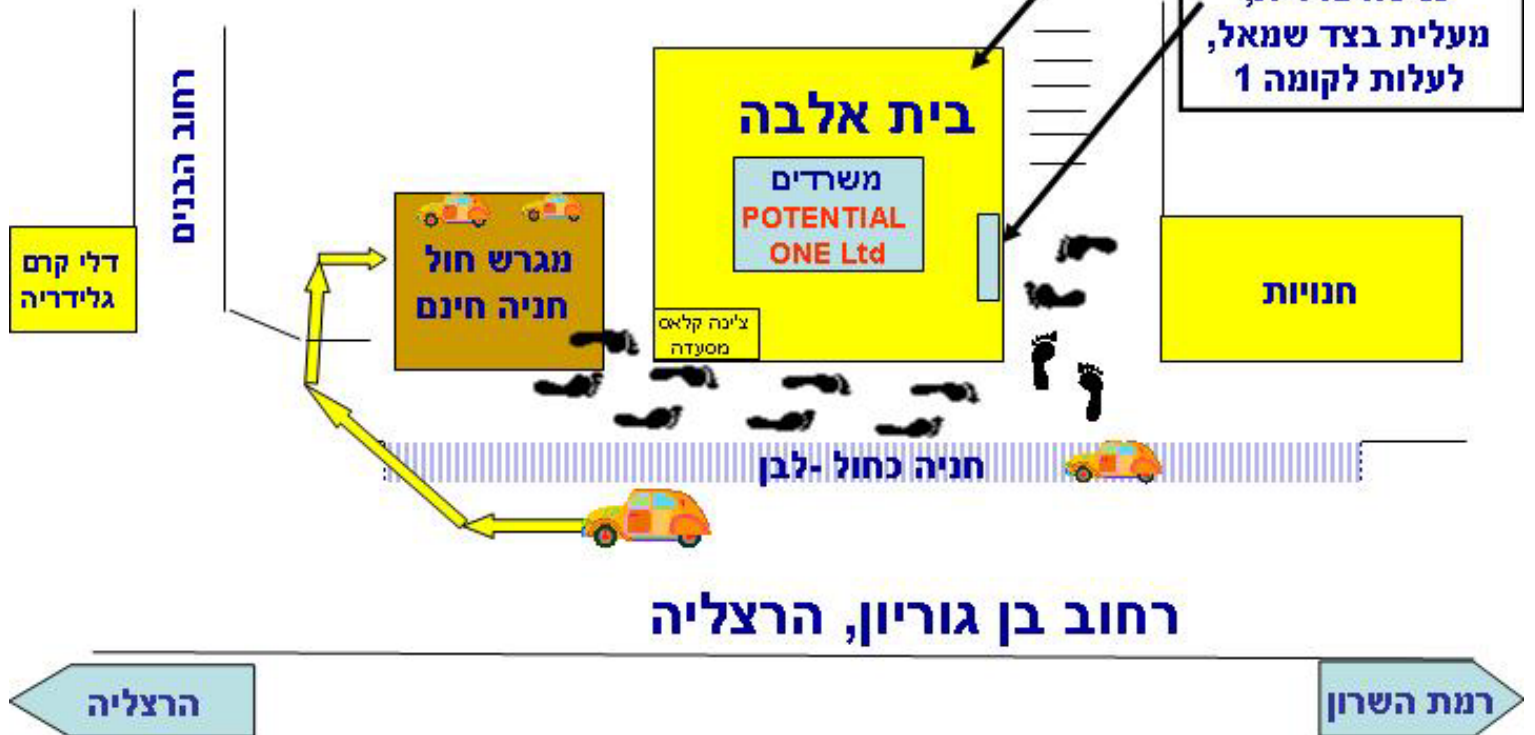 מעלית בצד שמאל,
לעלות לקומה 1
רחוב הבנים
בית אלבה
משרדים
POTENTIAL
ONE Ltd
דלי קרם
גלידריה
מגרש חול
חניה חינם
צ'ינה קלאס
מסעדה
חנויות
חניה כחול -לבן
רחוב בן גוריון, הרצליה
הרצליה
רמת השרון